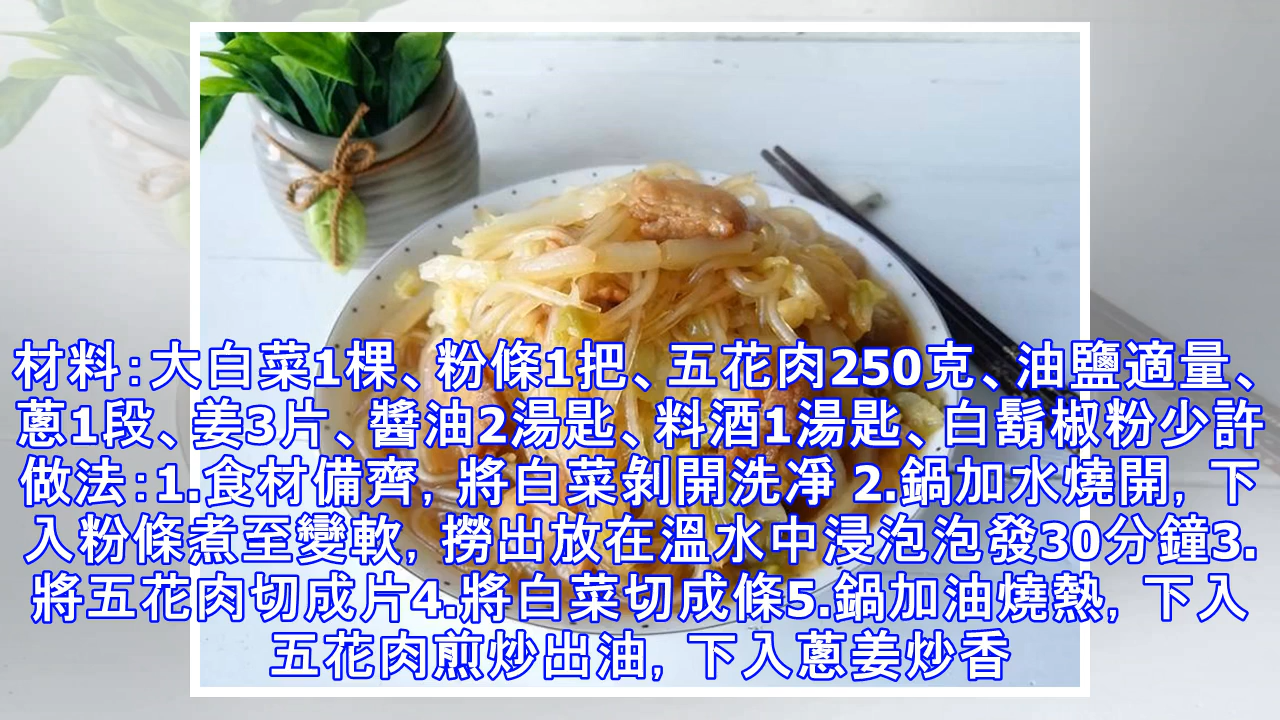 材料:大白菜1棵、粉條1把、五花肉250克、油鹽適量、
蔥1段、姜3片、醬油2湯匙、料酒1湯匙、白鬍椒粉少許
做法:1.食材備齊, 將白菜剝開洗凈 2.鍋加水燒開, 下
入粉條煮至變軟, 撈出放在溫水中浸泡泡發30分鐘3.
將五花肉切成片4.將白菜切成條5.鍋加油燒熱, 下入
五花肉煎炒出油, 下入蔥姜炒香